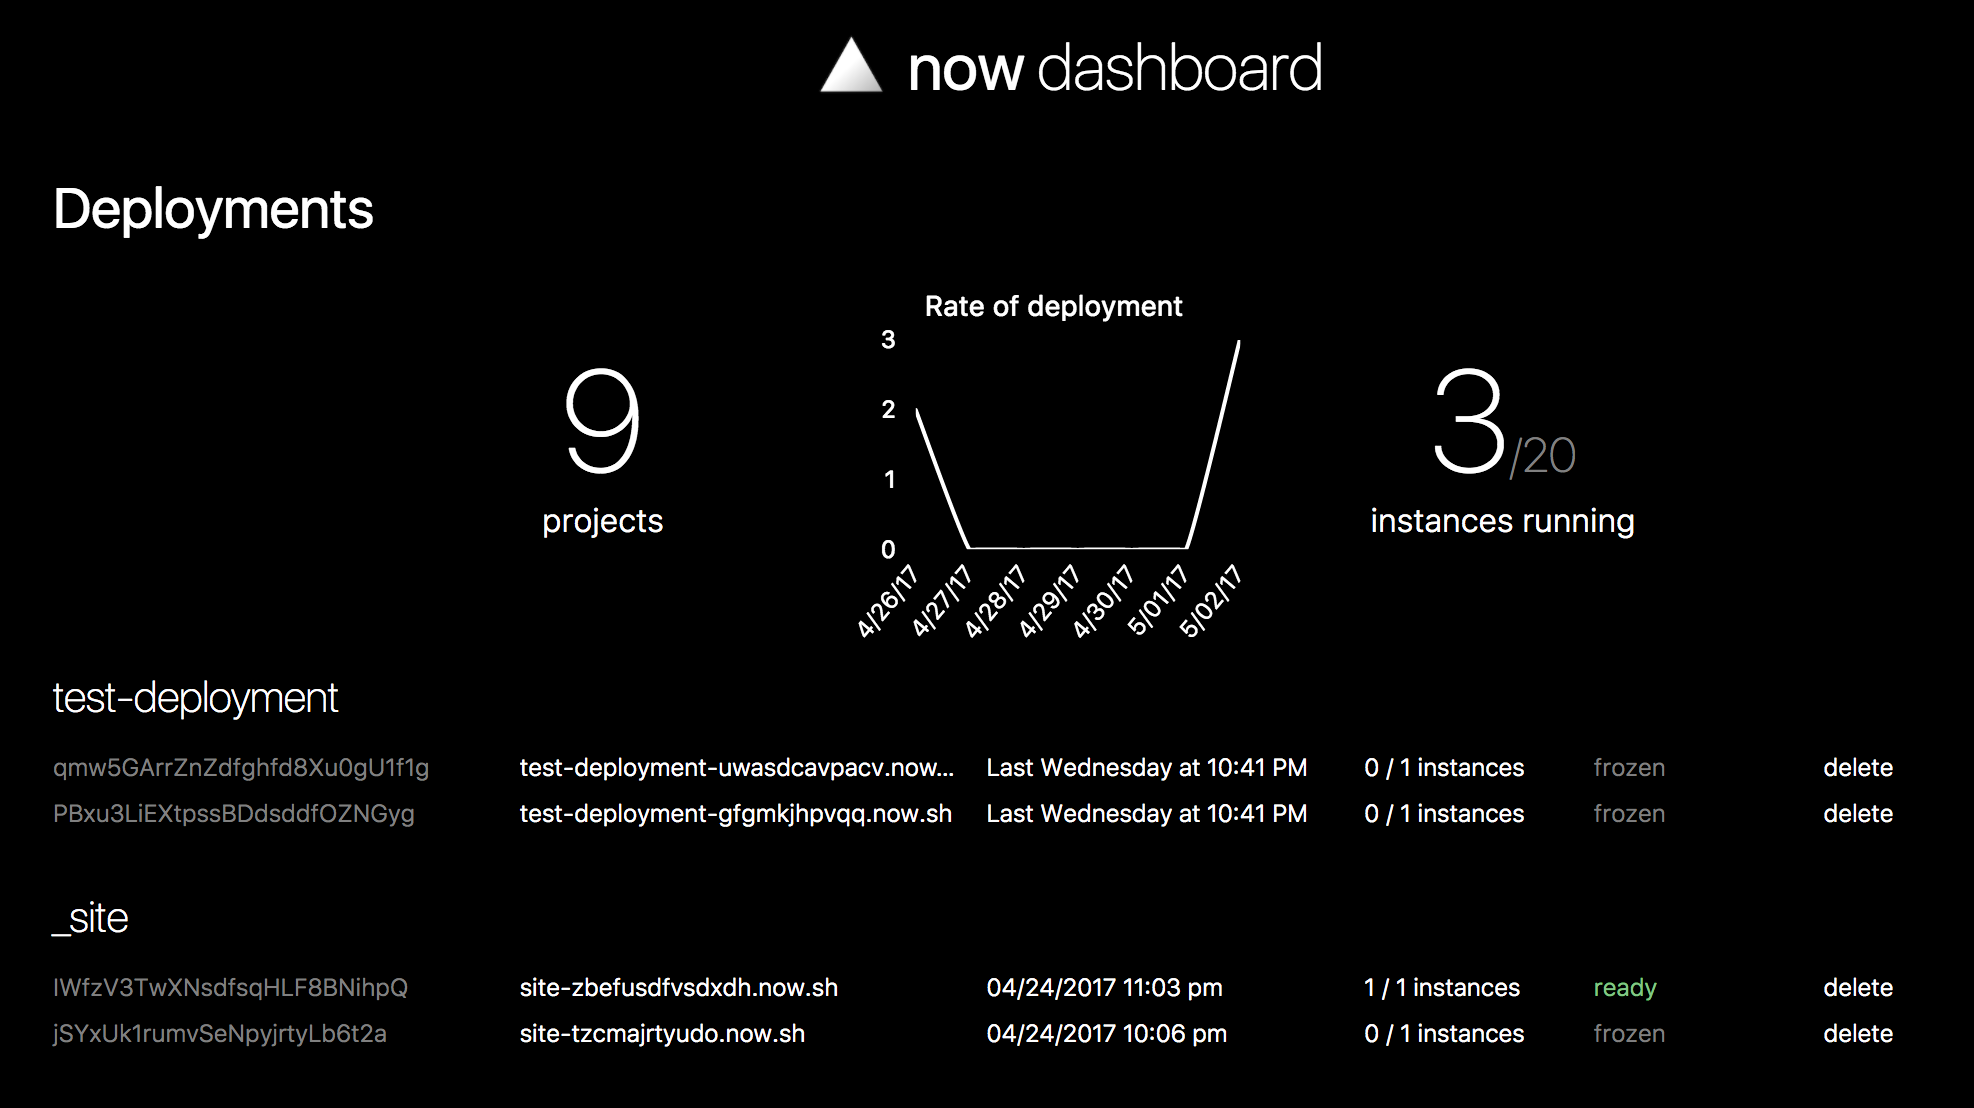 now dashboard
Deployments
9
projects
Rate of deployment
3
2
1
0
4/26/17
4/27/17
4/28/17
4/29/17
4/30/17
5/01/17
5/02/17
3/20
instances running
test-deployment
qmw5GArrZnZdfghfd8Xu0gU1f1g test-deployment-uwasdcavpacv.now... Last Wednesday at 10:41 PM 0 / 1 instances frozen delete
PBxu3LiEXtpssBDdsddfOZNGyg test-deployment-gfgmkjhpvqq.now.sh Last Wednesday at 10:41 PM 0 / 1 instances frozen delete
_site
IWfzV3TwXNsdfsqHLF8BNihpQ site-zbefusdfvsdxdh.now.sh 04/24/2017 11:03 pm 1 / 1 instances ready delete
jSYxUk1rumvSeNpyjrtyLb6t2a site-tzcmajrtyudo.now.sh 04/24/2017 10:06 pm 0 / 1 instances frozen delete